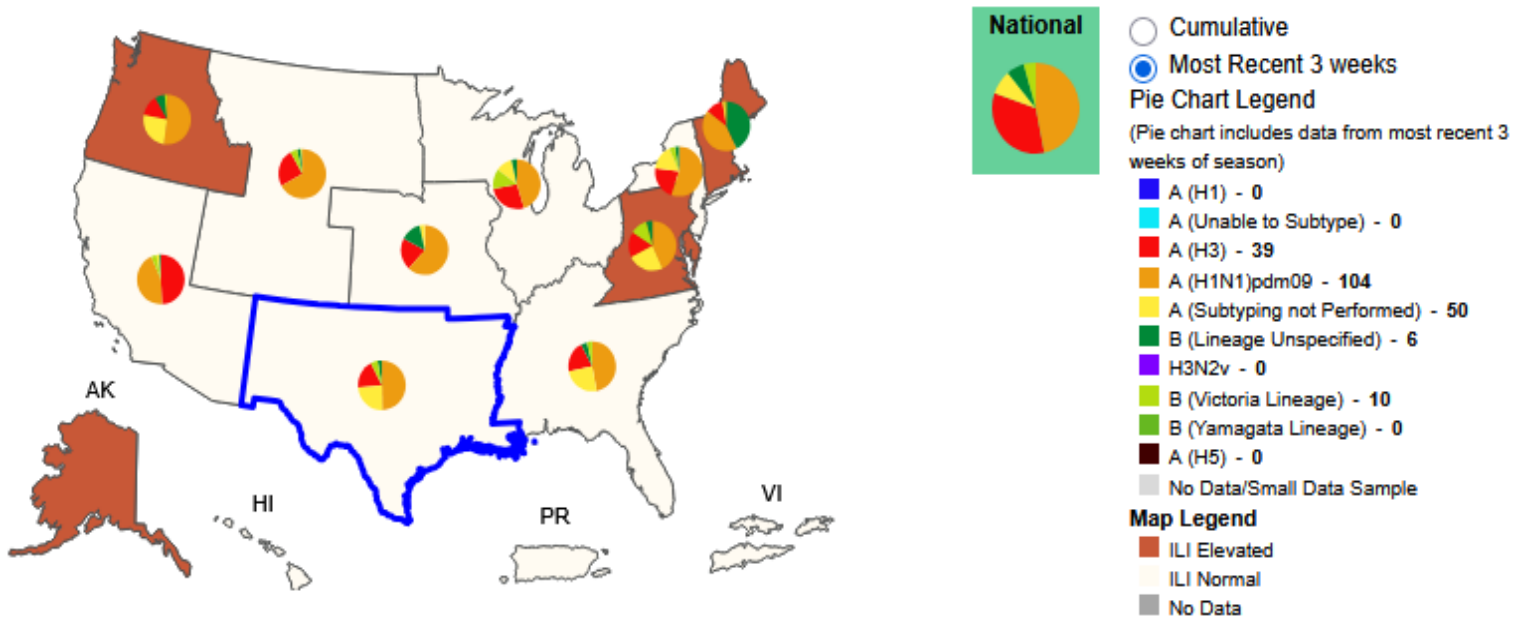 AK
HI
PR
VI
National
Cumulative
Most Recent 3 weeks
Pie Chart Legend
(Pie chart includes data from most recent 3
weeks of season)
A (H1) - 0
A (Unable to Subtype) - 0
A (H3) - 39
A (H1N1)pdm09 - 104
A (Subtyping not Performed) - 50
B (Lineage Unspecified) - 6
H3N2v - 0
B (Victoria Lineage) - 10
B (Yamagata Lineage) - 0
A (H5) - 0
No Data/Small Data Sample
Map Legend
ILI Elevated
ILI Normal
No Data